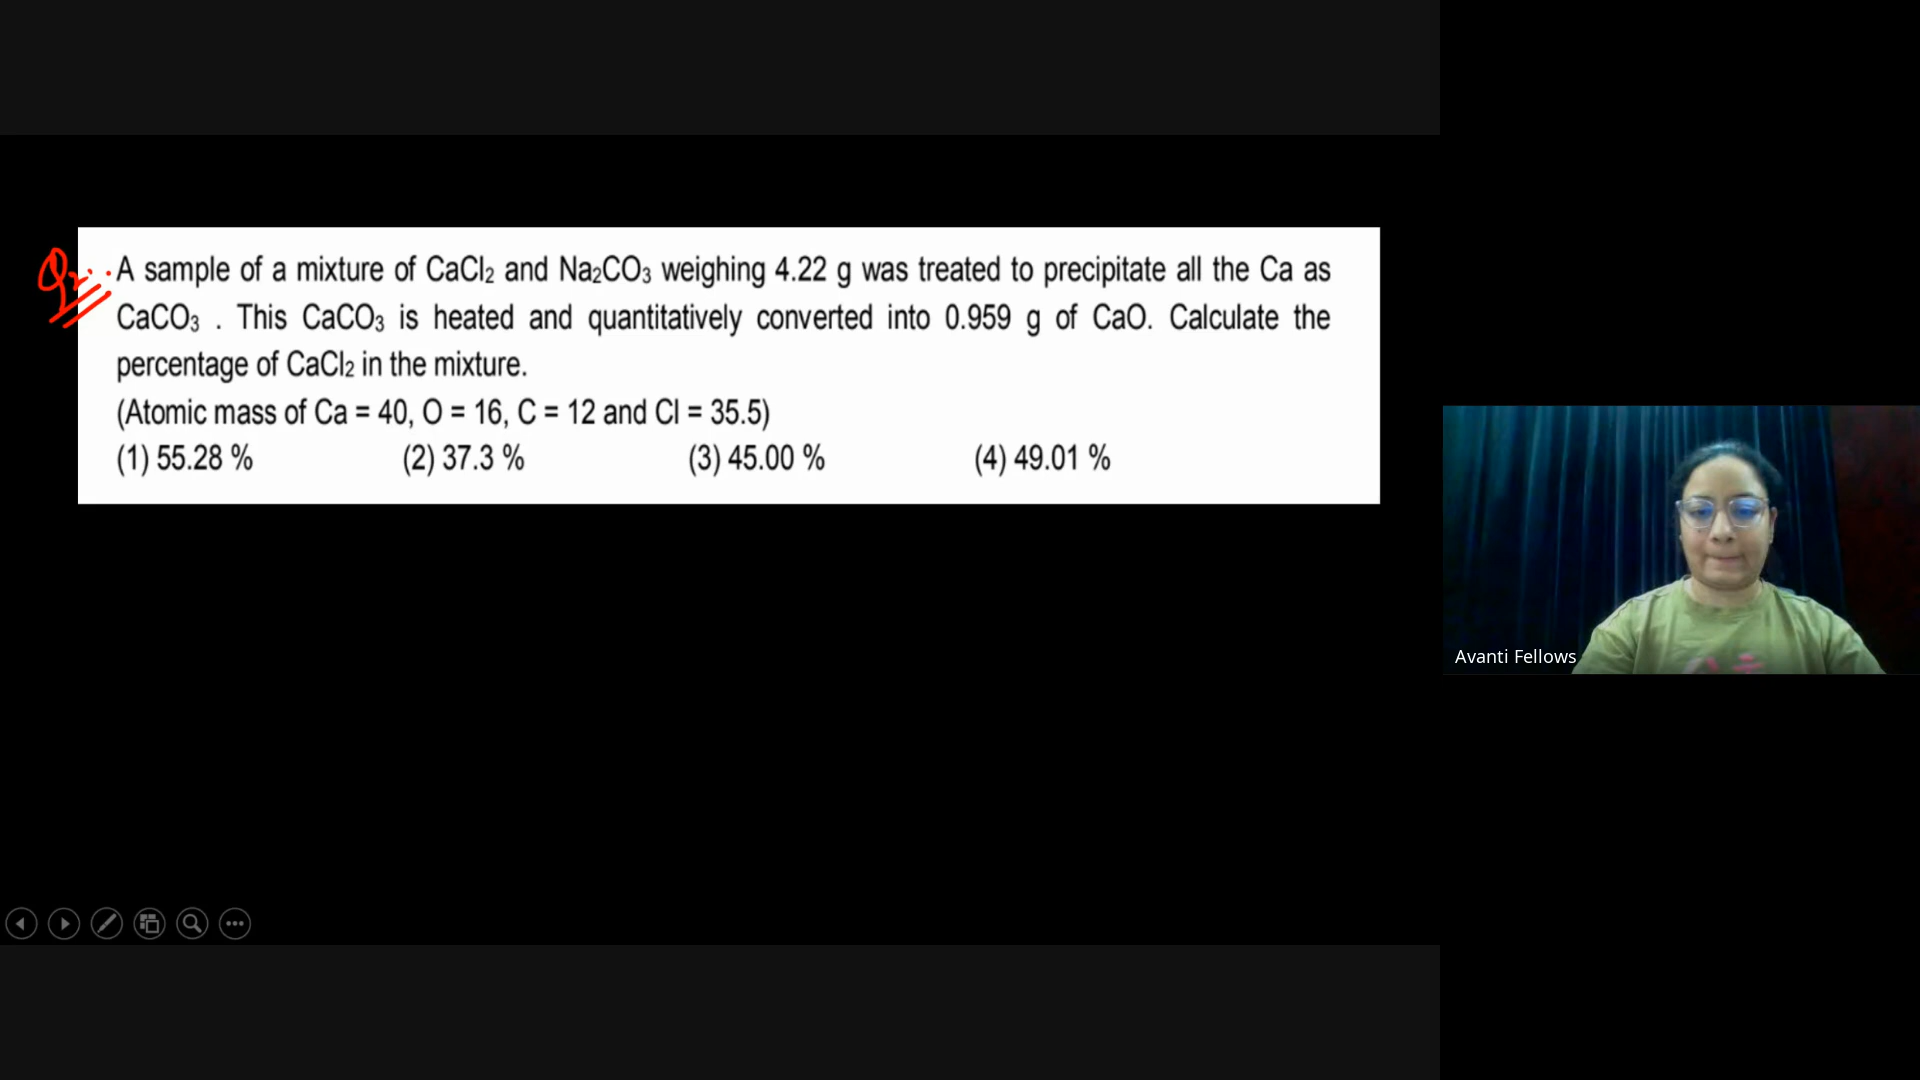 Q2.
A sample of a mixture of CaCl₂ and Na₂CO₃ weighing 4.22 g was treated to precipitate all the Ca as
CaCO₃ . This CaCO₃ is heated and quantitatively converted into 0.959 g of CaO. Calculate the
percentage of CaCl₂ in the mixture.
(Atomic mass of Ca = 40, O = 16, C = 12 and Cl = 35.5)
(1) 55.28 % (2) 37.3 % (3) 45.00 % (4) 49.01 %
Avanti Fellows